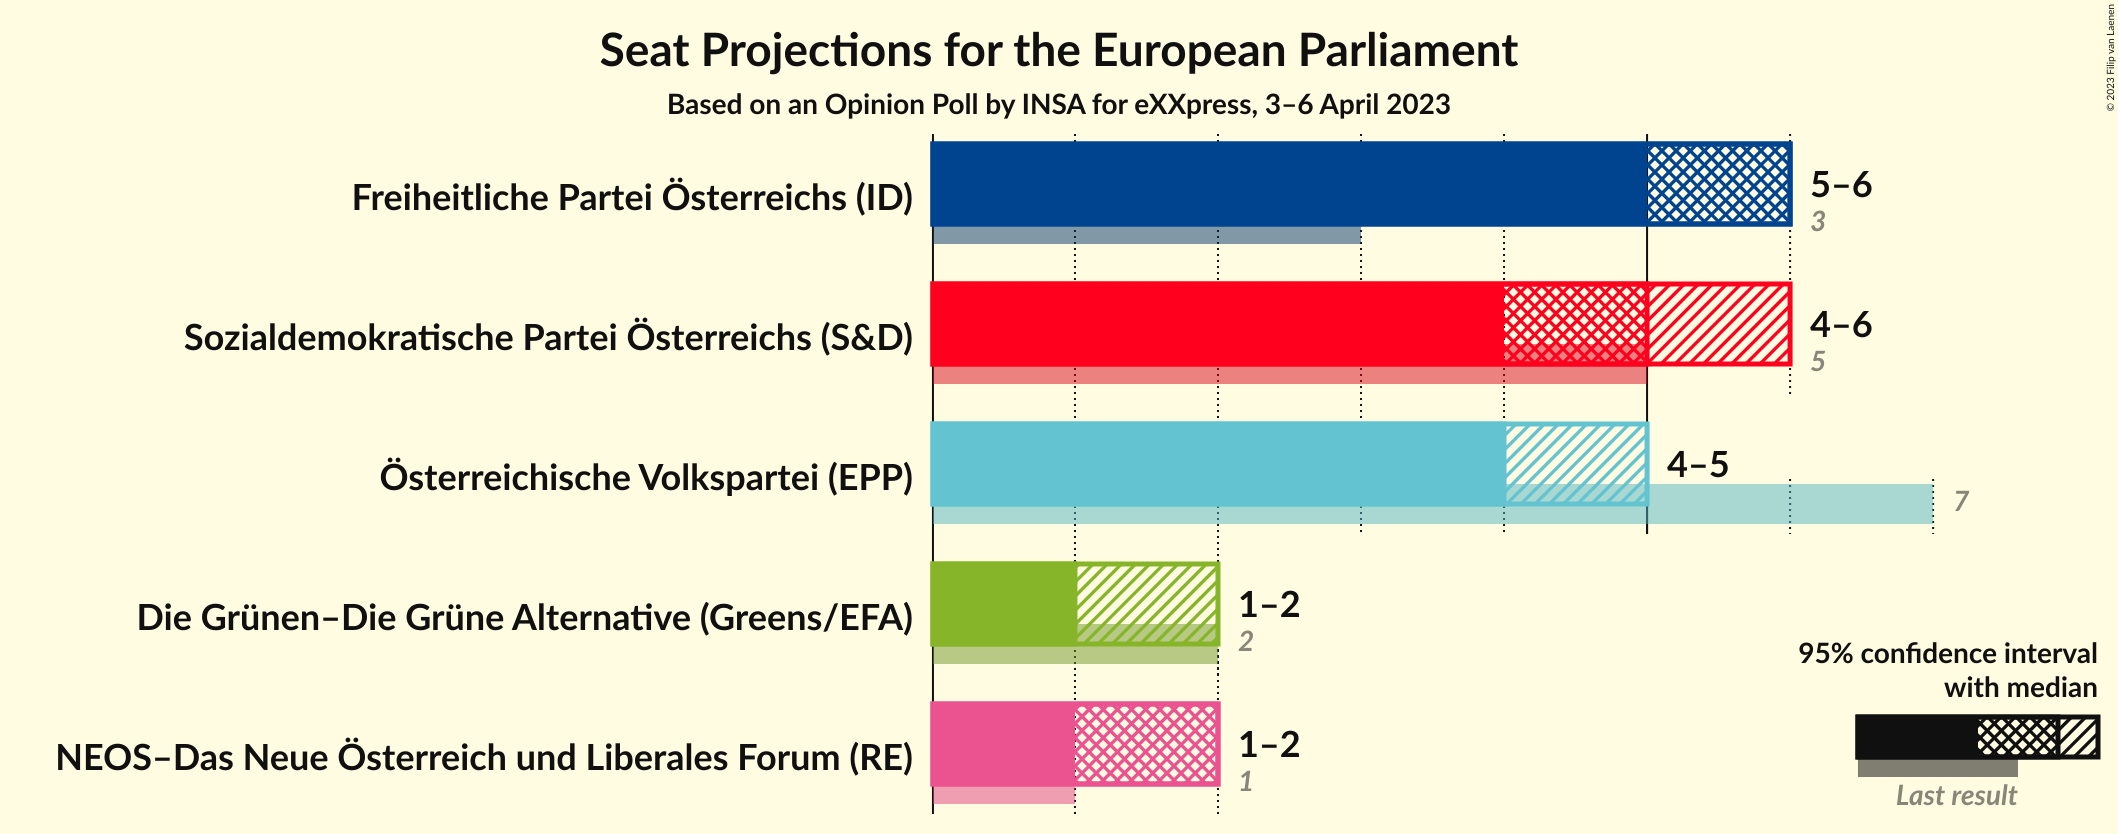 Seat Projections for the European Parliament
Based on an Opinion Poll by INSA for eXXpress, 3–6 April 2023
© 2023 Filip van Laenen
Freiheitliche Partei Österreichs (ID)
5–6
3
Sozialdemokratische Partei Österreichs (S&D)
4–6
5
Österreichische Volkspartei (EPP)
4–5
7
Die Grünen–Die Grüne Alternative (Greens/EFA)
1–2
2
NEOS–Das Neue Österreich und Liberales Forum (RE)
1–2
1
95% confidence interval
with median
Last result